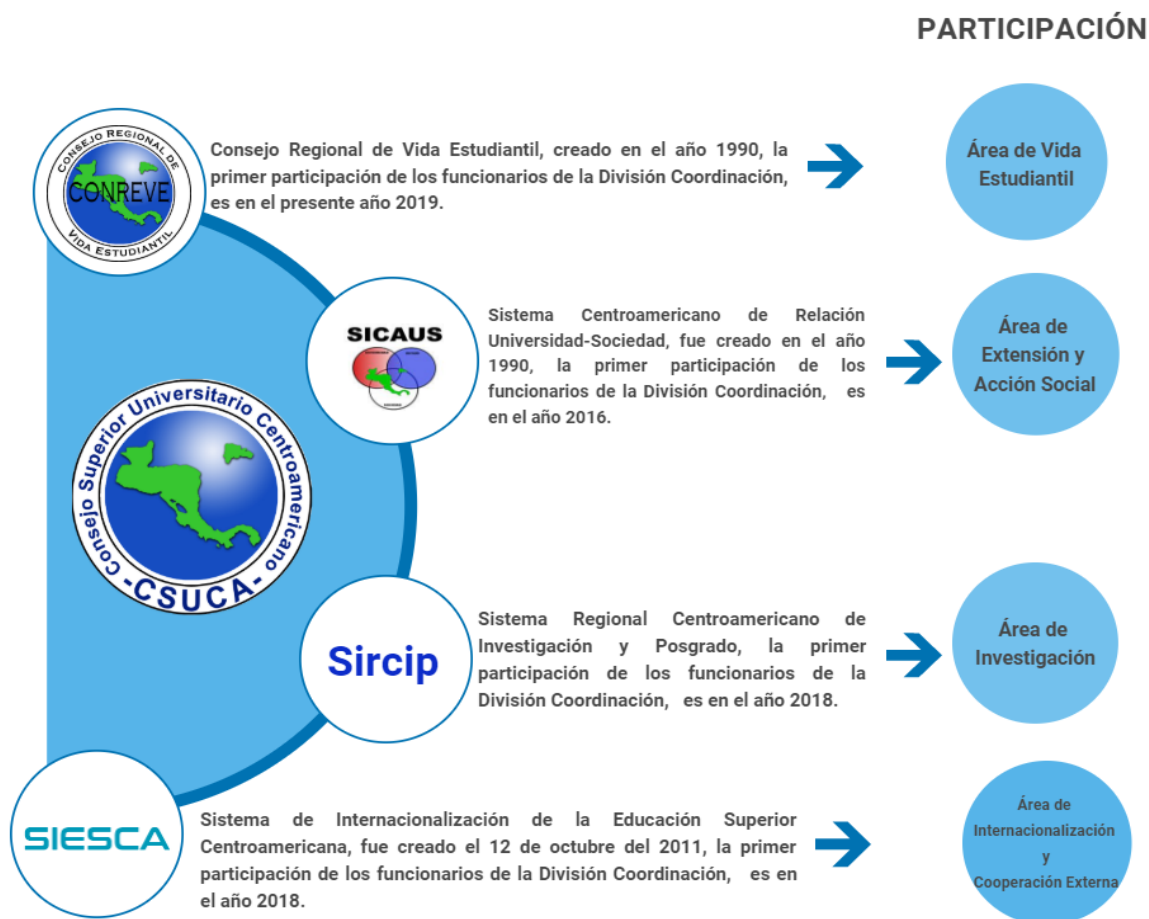 PARTICIPACIÓN
CONSEJO REGIONAL DE
CONREVE
VIDA ESTUDIANTIL
Consejo Regional de Vida Estudiantil, creado en el año 1990, la
primer participación de los funcionarios de la División Coordinación,
es en el presente año 2019.
Área de Vida
Estudiantil
SICAUS
Sistema Centroamericano de Relación
Universidad-Sociedad, fue creado en el año
1990, la primer participación de los
funcionarios de la División Coordinación, es
en el año 2016.
Área de
Extensión y
Acción Social
Consejo Superior Universitario Centroamericano
-CSUCA-
Sircip
Sistema Regional Centroamericano de
Investigación y Posgrado, la primer
participación de los funcionarios de la
División Coordinación, es en el año 2018.
Área de
Investigación
SIESCA
Sistema de Internacionalización de la Educación Superior
Centroamericana, fue creado el 12 de octubre del 2011, la primer
participación de los funcionarios de la División Coordinación, es en
el año 2018.
Área de
Internacionalización
y
Cooperación Externa